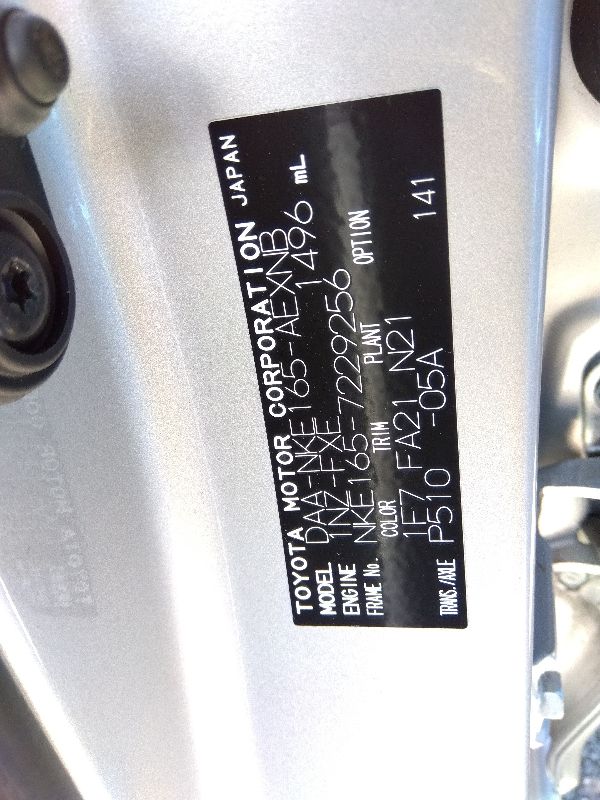 TOYOTA MOTOR CORPORATION JAPAN
MODEL DAA-NKE165-AEXNB
ENGINE 1NZ-FXE 1496 mL
FRAME No. NKE165-7229256
COLOR TRIM PLANT OPTION
1F7 FA21 N21
TRANS./AXLE P510 -05A 141